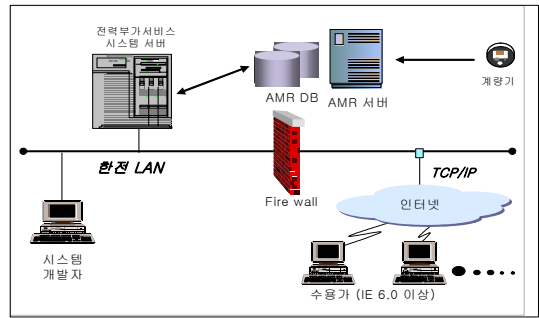 전력부가서비스
시스템 서버
AMR DB
AMR 서버
계량기
한전 LAN
Fire wall
TCP/IP
인터넷
시스템
개발자
수용가 (IE 6.0 이상)